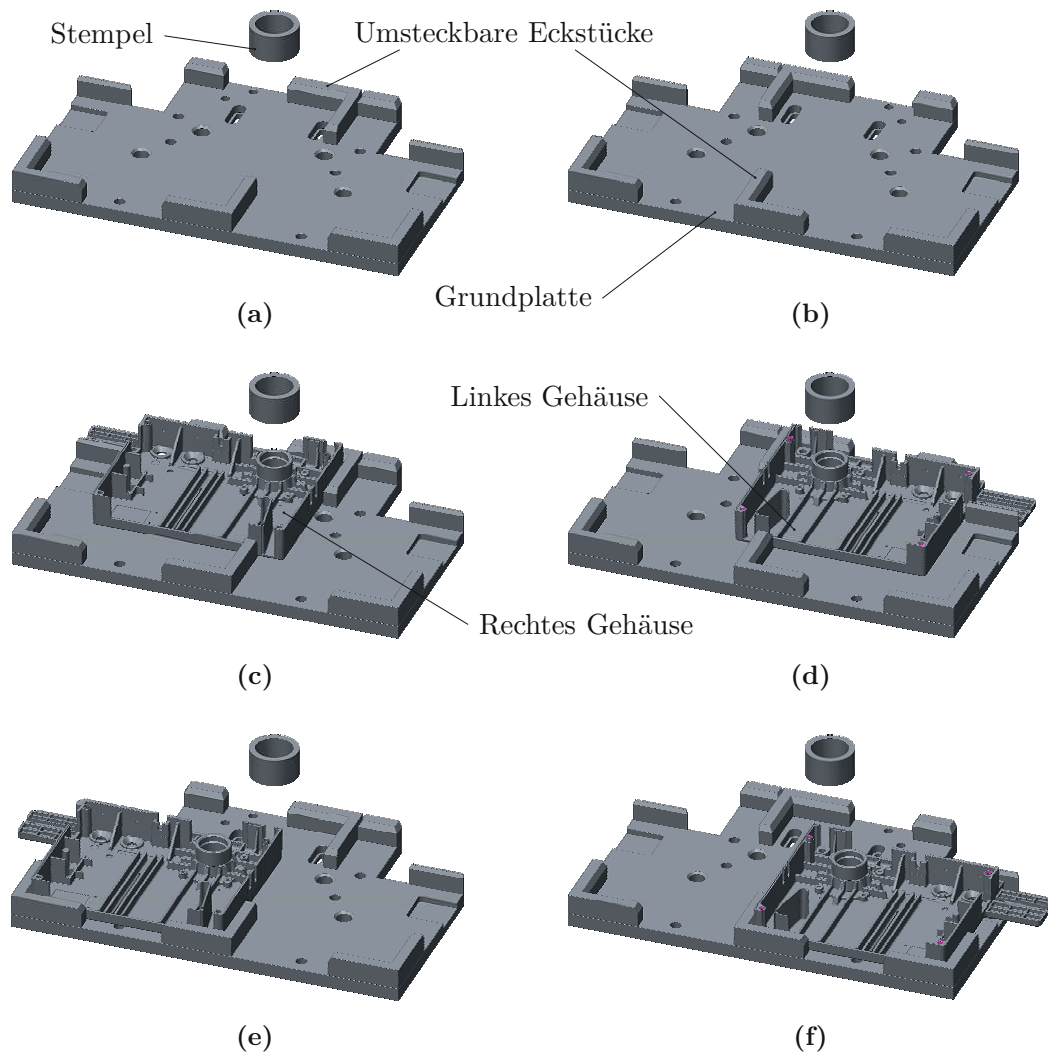 Stempel
Umsteckbare Eckstücke
Grundplatte
(a)
(b)
Linkes Gehäuse
Rechtes Gehäuse
(c)
(d)
(e)
(f)